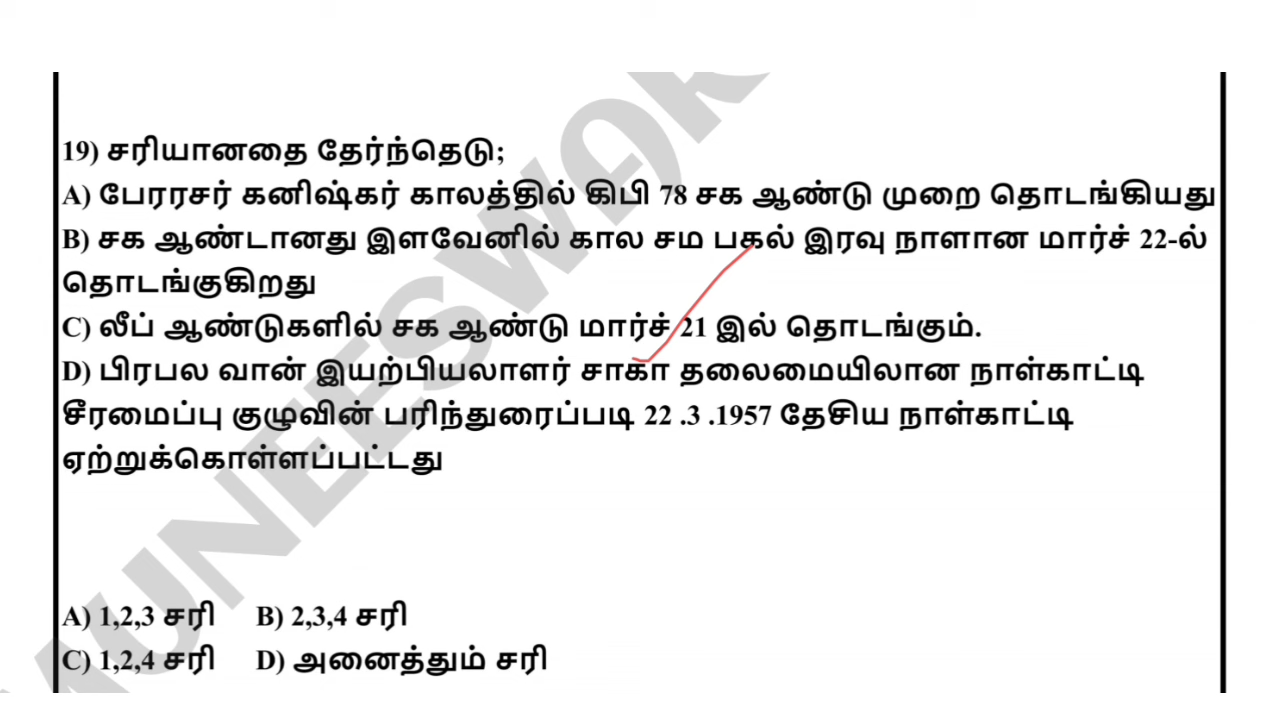 19) சரியானதை தேர்ந்தெடு;
A) பேரரசர் கனிஷ்கர் காலத்தில் கிபி 78 சக ஆண்டு முறை தொடங்கியது
B) சக ஆண்டானது இளவேனில் கால சம பகல் இரவு நாளான மார்ச் 22-ல்
தொடங்குகிறது
C) லீப் ஆண்டுகளில் சக ஆண்டு மார்ச் 21 இல் தொடங்கும்.
D) பிரபல வான் இயற்பியலாளர் சாகா தலைமையிலான நாள்காட்டி
சீரமைப்பு குழுவின் பரிந்துரைப்படி 22 .3 .1957 தேசிய நாள்காட்டி
ஏற்றுக்கொள்ளப்பட்டது
A) 1,2,3 சரி B) 2,3,4 சரி
C) 1,2,4 சரி D) அனைத்தும் சரி
MUNEESWAR